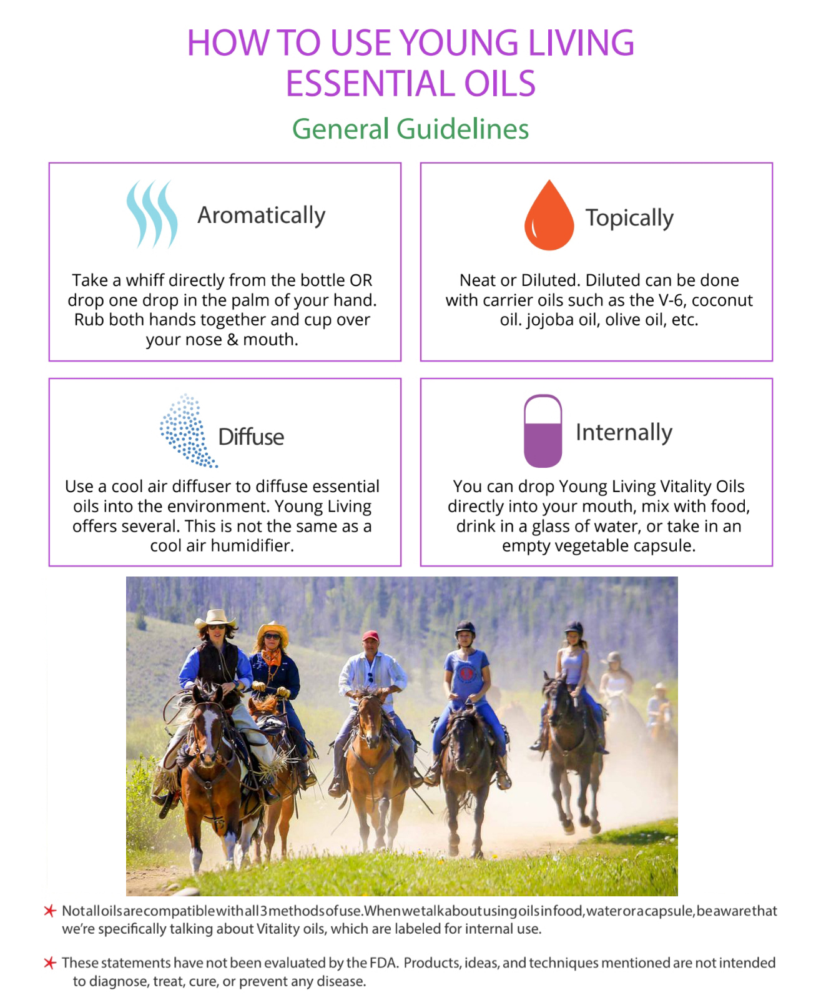 HOW TO USE YOUNG LIVING
ESSENTIAL OILS
General Guidelines
Aromatically
Take a whiff directly from the bottle OR
drop one drop in the palm of your hand.
Rub both hands together and cup over
your nose & mouth.
Topically
Neat or Diluted. Diluted can be done
with carrier oils such as the V-6, coconut
oil. jojoba oil, olive oil, etc.
Diffuse
Use a cool air diffuser to diffuse essential
oils into the environment. Young Living
offers several. This is not the same as a
cool air humidifier.
Internally
You can drop Young Living Vitality Oils
directly into your mouth, mix with food,
drink in a glass of water, or take in an
empty vegetable capsule.
* Not all oils are compatible with all 3 methods of use. When we talk about using oils in food, water or a capsule, be aware that
we're specifically talking about Vitality oils, which are labeled for internal use.
* These statements have not been evaluated by the FDA. Products, ideas, and techniques mentioned are not intended
to diagnose, treat, cure, or prevent any disease.